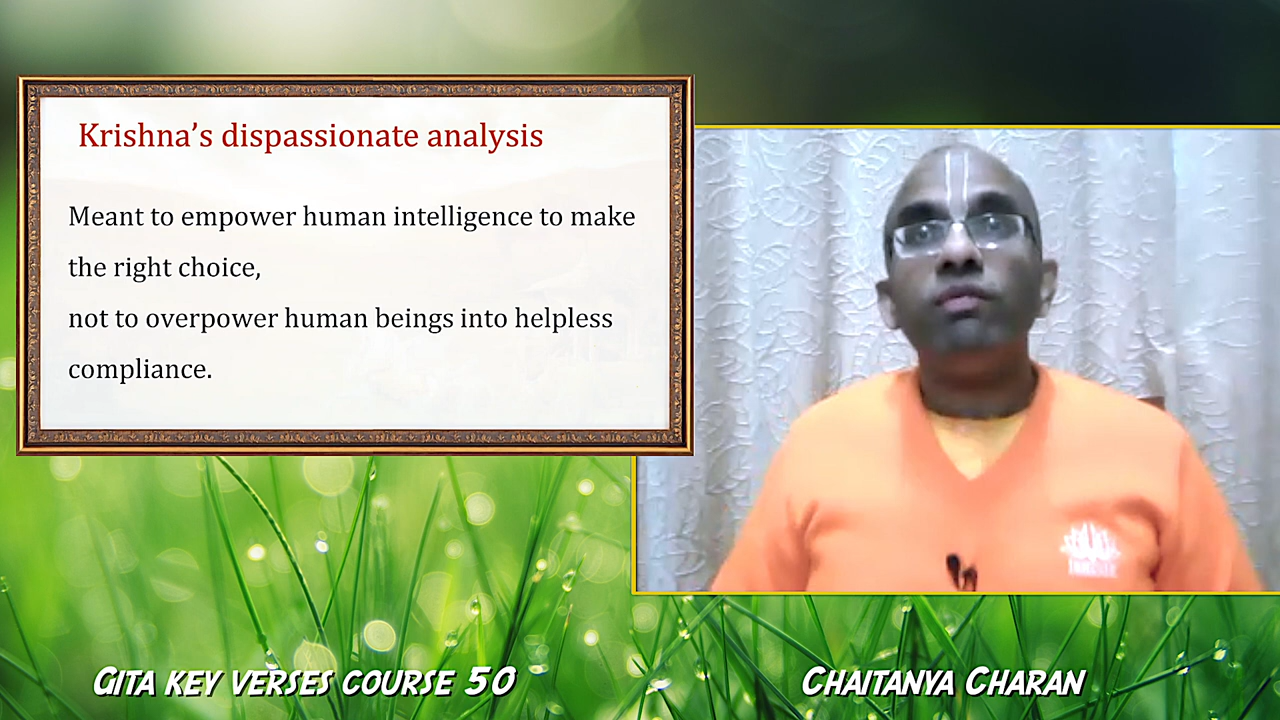 Krishna’s dispassionate analysis
Meant to empower human intelligence to make
the right choice,
not to overpower human beings into helpless
compliance.
GITA KEY VERSES COURSE 50
CHAITANYA CHARAN